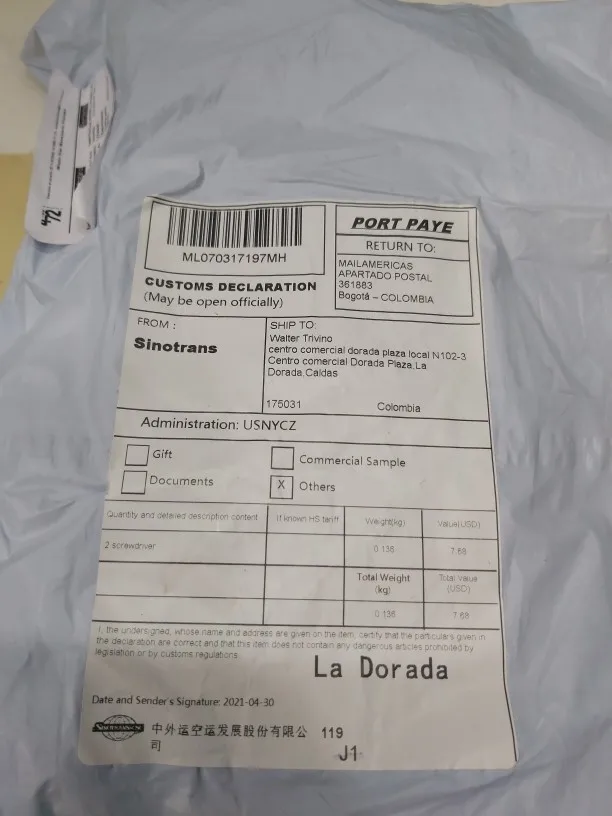 ML070317197MH
CUSTOMS DECLARATION
(May be open officially)
PORT PAYE
RETURN TO:
MAILAMERICAS
APARTADO POSTAL
361883
Bogotá – COLOMBIA
FROM :
Sinotrans
SHIP TO:
Walter Trivino
centro comercial dorada plaza local N102-3
Centro comercial Dorada Plaza,La
Dorada,Caldas
175031 Colombia
Administration: USNYCZ
Gift
Commercial Sample
Documents
X Others
Quantity and detailed description content If known HS tariff Weight(kg) Value(USD)
2 screwdriver 0.136 7.68
Total Weight (kg) Total Value (USD)
0.136 7.68
I, the undersigned, whose name and address are given on the item, certify that the particulars given in
the declaration are correct and that this item does not contain any dangerous articles prohibited by
legislation or by customs regulations
La Dorada
Date and Sender's Signature: 2021-04-30
中外运空运发展股份有限公 119
司
J1